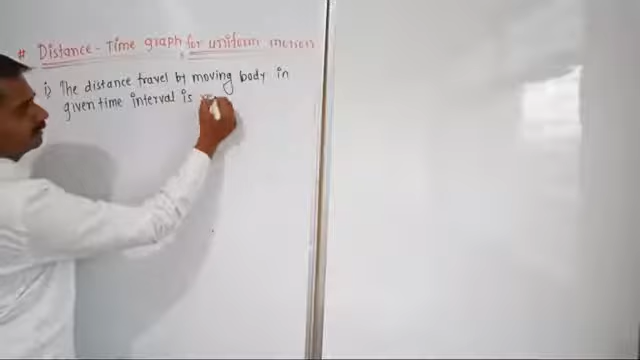 # Distance - Time graph for uniform motion
i) The distance travel by moving body in
given time interval is